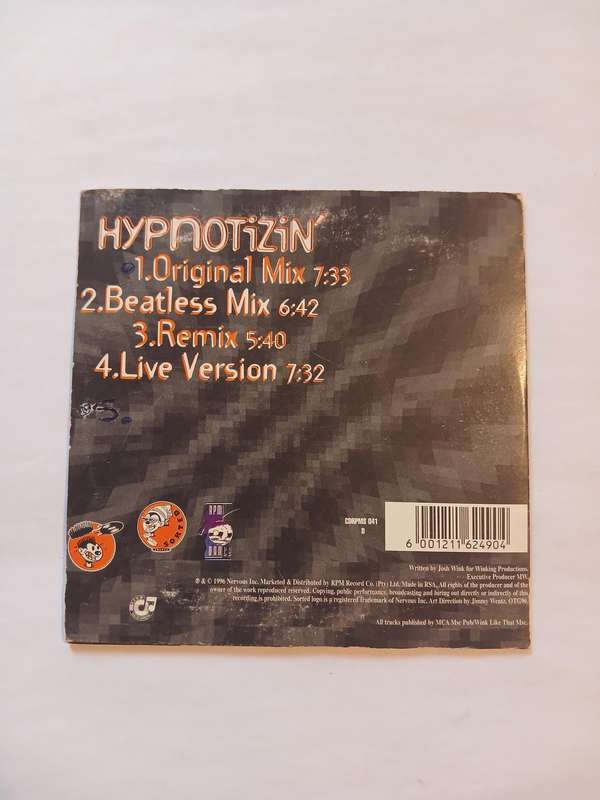 HYPNOTiZiN'
1.Original Mix 7:33
2.Beatless Mix 6:42
3.Remix 5:40
4.Live Version 7:32
5.
SORTED
RPM
DANCE
CDRPMS 041
D
6 001211 624904
Written by Josh Wink for Winking Productions.
Executive Producer MW.
℗ & © 1996 Nervous Inc. Marketed & Distributed by RPM Record Co. (Pty) Ltd. Made in RSA. All rights of the producer and of the
owner of the work reproduced reserved. Copying, public performance, broadcasting and hiring out directly or indirectly of this
recording is prohibited. Sorted logo is a registered Trademark of Nervous Inc. Art Direction by Jimmy Wentz, OTG96.
All tracks published by MCA Msc Pub/Wink Like That Msc.